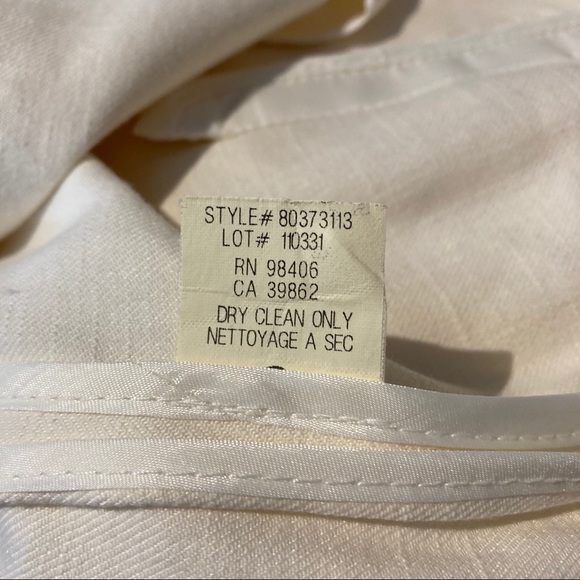 STYLE# 80373113
LOT# 110331
RN 98406
CA 39862
DRY CLEAN ONLY
NETTOYAGE A SEC